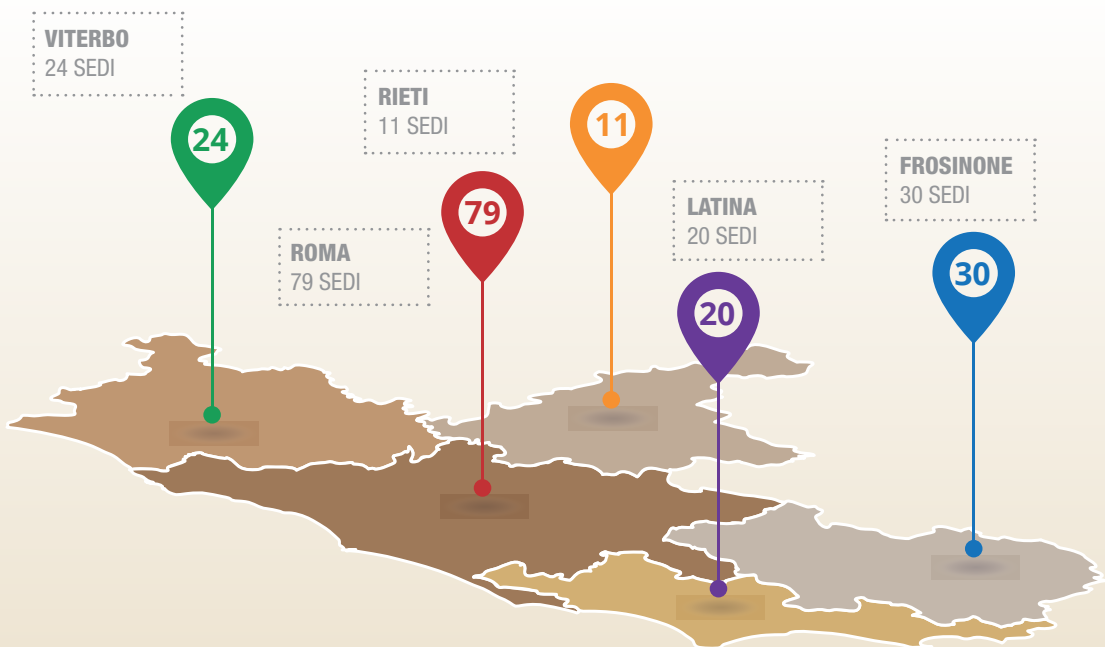 VITERBO
24 SEDI
24
RIETI
11 SEDI
11
ROMA
79 SEDI
79
LATINA
20 SEDI
20
FROSINONE
30 SEDI
30